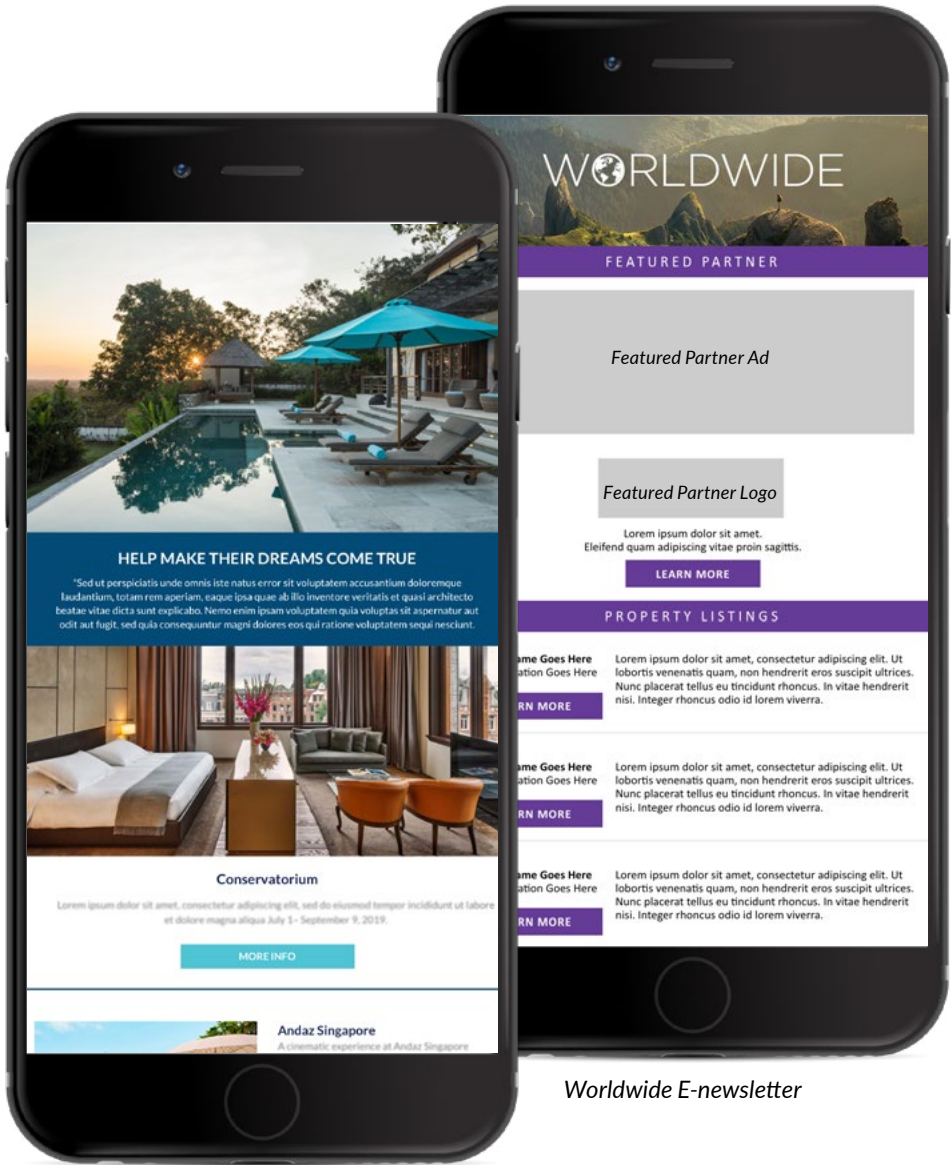 HELP MAKE THEIR DREAMS COME TRUE
"Sed ut perspiciatis unde omnis iste natus error sit voluptatem accusantium doloremque
laudantium, totam rem aperiam, eaque ipsa quae ab illo inventore veritatis et quasi architecto
beatae vitae dicta sunt explicabo. Nemo enim ipsam voluptatem quia voluptas sit aspernatur aut
odit aut fugit, sed quia consequuntur magni dolores eos qui ratione voluptatem sequi nesciunt.
Conservatorium
Lorem ipsum dolor sit amet, consectetur adipiscing elit, sed do eiusmod tempor incididunt ut labore
et dolore magna aliqua July 1– September 9, 2019.
MORE INFO
Andaz Singapore
A cinematic experience at Andaz Singapore
WORLDWIDE
FEATURED PARTNER
Featured Partner Ad
Featured Partner Logo
Lorem ipsum dolor sit amet.
Eleifend quam adipiscing vitae proin sagittis.
LEARN MORE
PROPERTY LISTINGS
ame Goes Here
ation Goes Here
RN MORE
Lorem ipsum dolor sit amet, consectetur adipiscing elit. Ut
lobortis venenatis quam, non hendrerit eros suscipit ultrices.
Nunc placerat tellus eu tincidunt rhoncus. In vitae hendrerit
nisi. Integer rhoncus odio id lorem viverra.
ame Goes Here
ation Goes Here
RN MORE
Lorem ipsum dolor sit amet, consectetur adipiscing elit. Ut
lobortis venenatis quam, non hendrerit eros suscipit ultrices.
Nunc placerat tellus eu tincidunt rhoncus. In vitae hendrerit
nisi. Integer rhoncus odio id lorem viverra.
ame Goes Here
ation Goes Here
RN MORE
Lorem ipsum dolor sit amet, consectetur adipiscing elit. Ut
lobortis venenatis quam, non hendrerit eros suscipit ultrices.
Nunc placerat tellus eu tincidunt rhoncus. In vitae hendrerit
nisi. Integer rhoncus odio id lorem viverra.
Worldwide E-newsletter